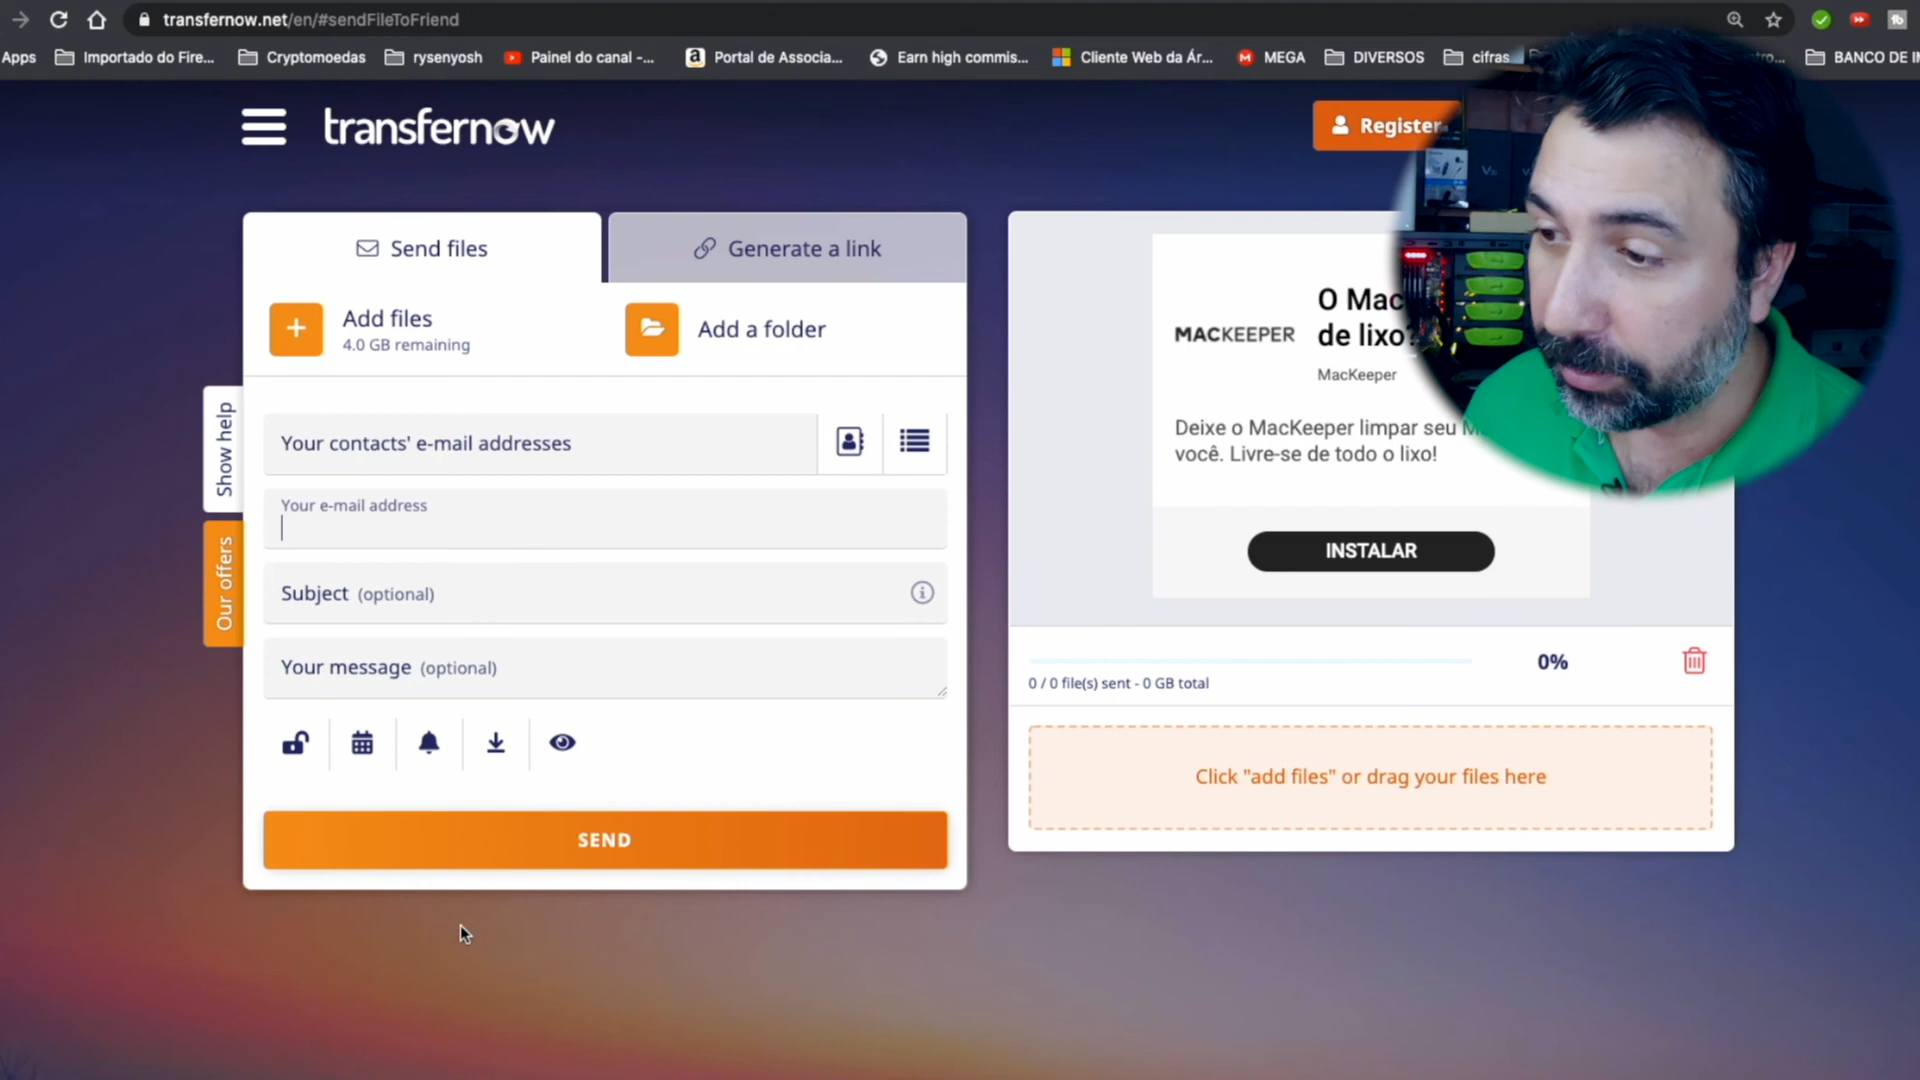 transfernow.net/en/#sendFileToFriend
Apps
Importado do Fire...
Cryptomoedas
rysenyosh
Painel do canal -...
Portal de Associa...
Earn high commis...
Cliente Web da Ár...
MEGA
DIVERSOS
cifras
BANCO DE IM
transfernow
Register
Send files
Generate a link
Add files
4.0 GB remaining
Add a folder
Show help
Our offers
Your contacts' e-mail addresses
Your e-mail address
Subject (optional)
Your message (optional)
SEND
MACKEEPER
O Mac
de lixo?
MacKeeper
Deixe o MacKeeper limpar seu M
você. Livre-se de todo o lixo!
INSTALAR
0%
0 / 0 file(s) sent - 0 GB total
Click "add files" or drag your files here